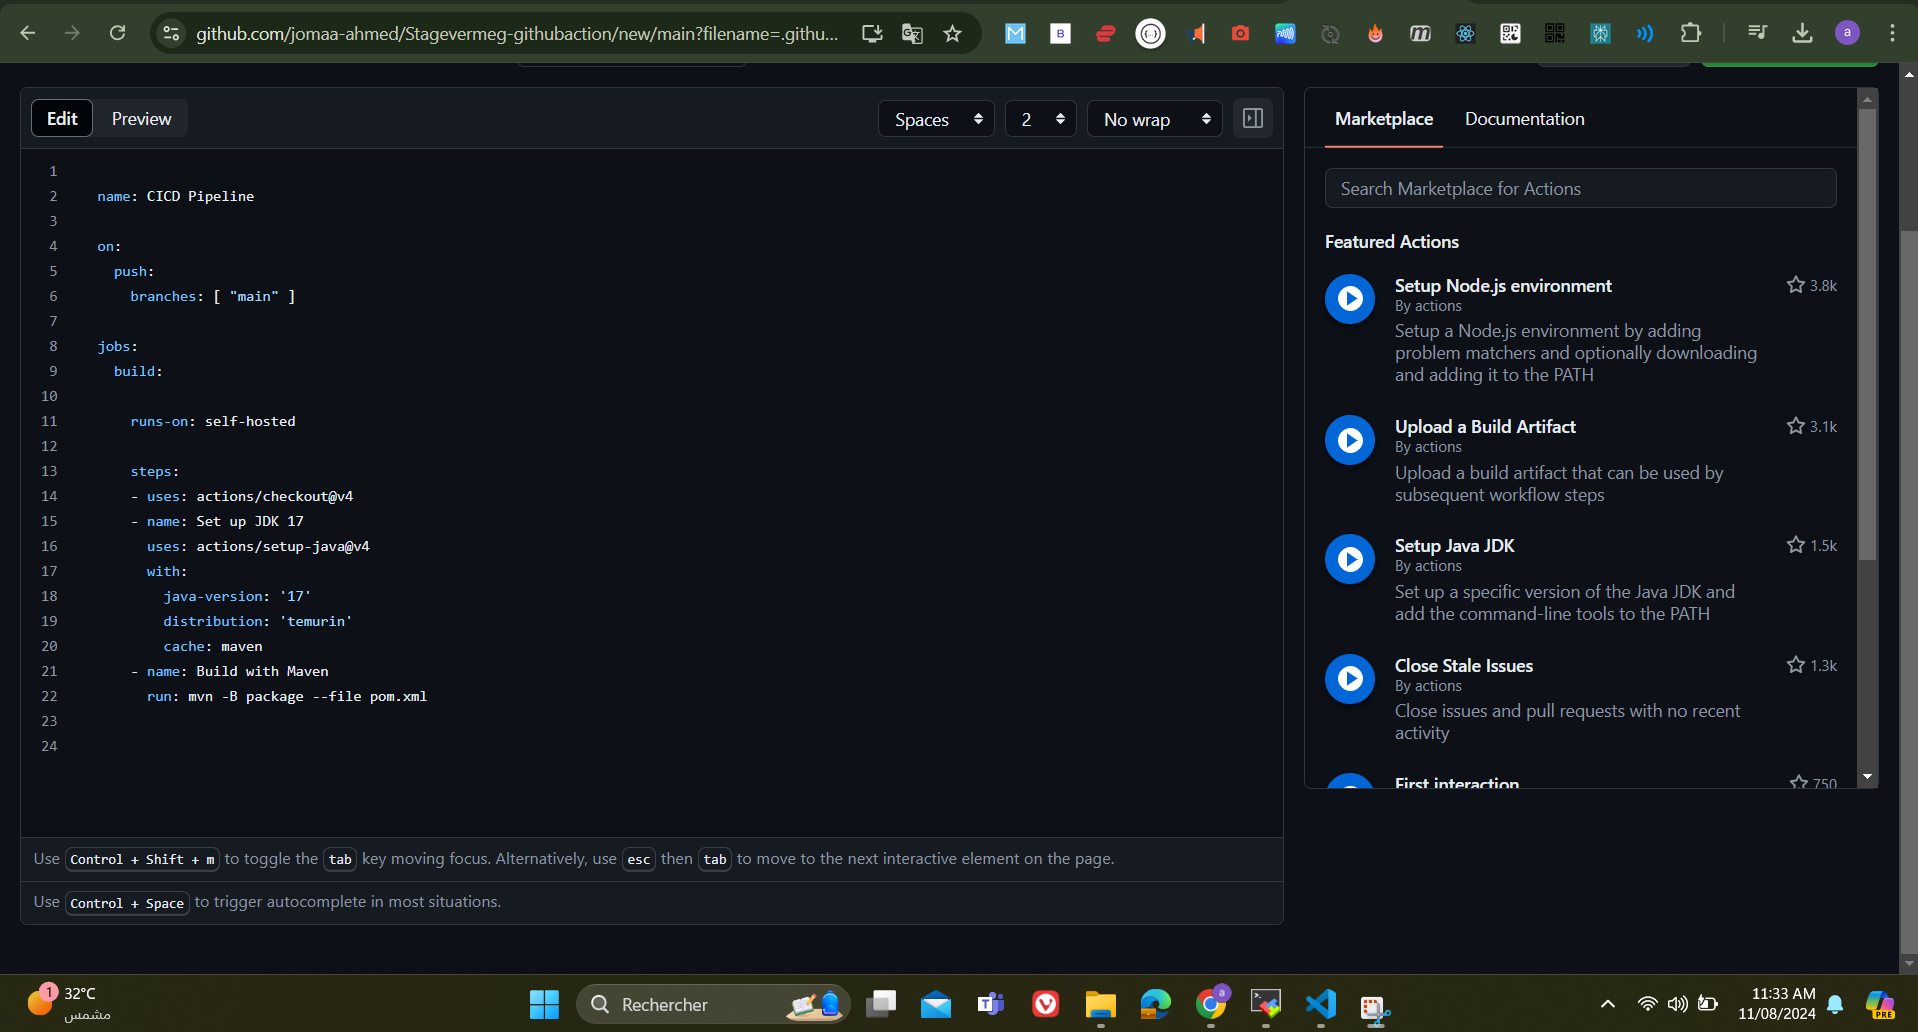 github.com/jomaa-ahmed/Stagevermeg-githubaction/new/main?filename=.githu...
Edit
Preview
Spaces
2
No wrap
1
2 name: CICD Pipeline
3
4 on:
5 push:
6 branches: [ "main" ]
7
8 jobs:
9 build:
10
11 runs-on: self-hosted
12
13 steps:
14 - uses: actions/checkout@v4
15 - name: Set up JDK 17
16 uses: actions/setup-java@v4
17 with:
18 java-version: '17'
19 distribution: 'temurin'
20 cache: maven
21 - name: Build with Maven
22 run: mvn -B package --file pom.xml
23
24
Use Control + Shift + m to toggle the tab key moving focus. Alternatively, use esc then tab to move to the next interactive element on the page.
Use Control + Space to trigger autocomplete in most situations.
Marketplace
Documentation
Search Marketplace for Actions
Featured Actions
Setup Node.js environment
3.8k
By actions
Setup a Node.js environment by adding
problem matchers and optionally downloading
and adding it to the PATH
Upload a Build Artifact
3.1k
By actions
Upload a build artifact that can be used by
subsequent workflow steps
Setup Java JDK
1.5k
By actions
Set up a specific version of the Java JDK and
add the command-line tools to the PATH
Close Stale Issues
1.3k
By actions
Close issues and pull requests with no recent
activity
First interaction
750
1
32°C
مشمس
Rechercher
11:33 AM
11/08/2024
PRE